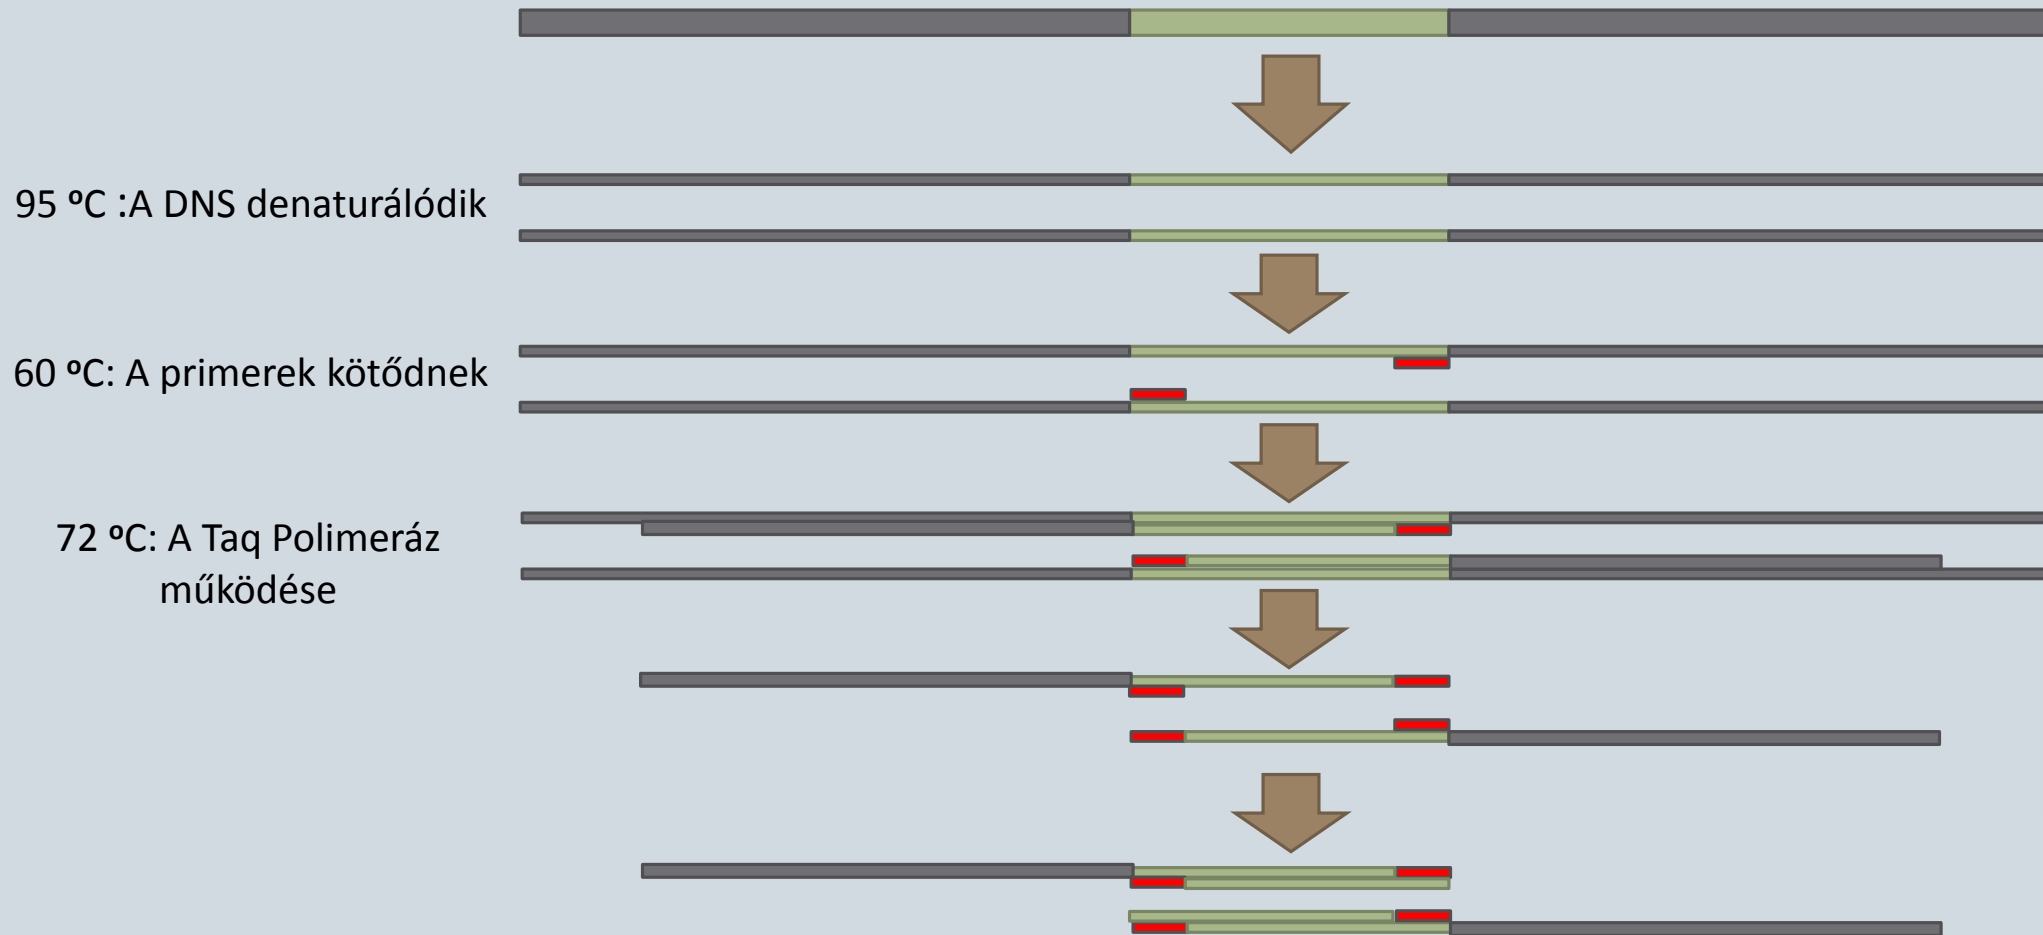 95 ºC :A DNS denaturálódik
60 ºC: A primerek kötődnek
72 ºC: A Taq Polimeráz
működése